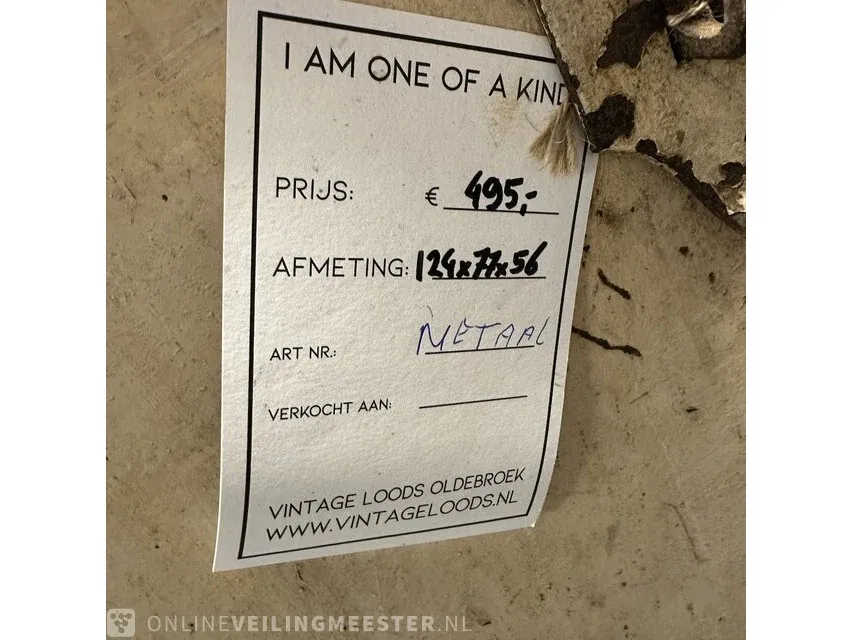 I AM ONE OF A KIND
PRIJS: € 495,-
AFMETING: 124x77x56
ART NR.: METAAL
VERKOCHT AAN:
VINTAGE LOODS OLDEBROEK
WWW.VINTAGELOODS.NL
ONLINEVEILINGMEESTER.NL